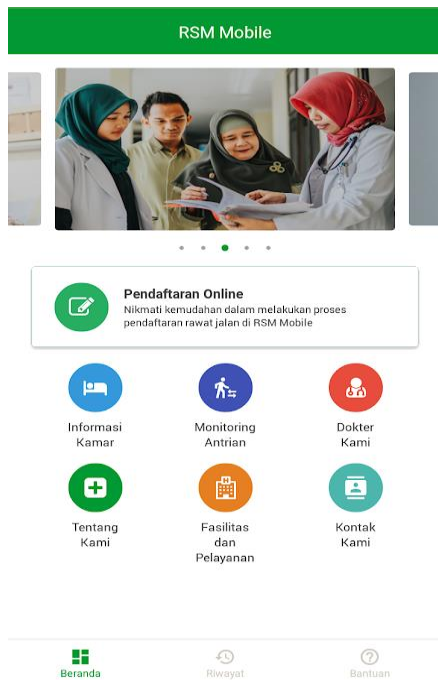 RSM Mobile
Pendaftaran Online
Nikmati kemudahan dalam melakukan proses
pendaftaran rawat jalan di RSM Mobile
Informasi
Kamar
Monitoring
Antrian
Dokter
Kami
Tentang
Kami
Fasilitas
dan
Pelayanan
Kontak
Kami
Beranda
Riwayat
Bantuan